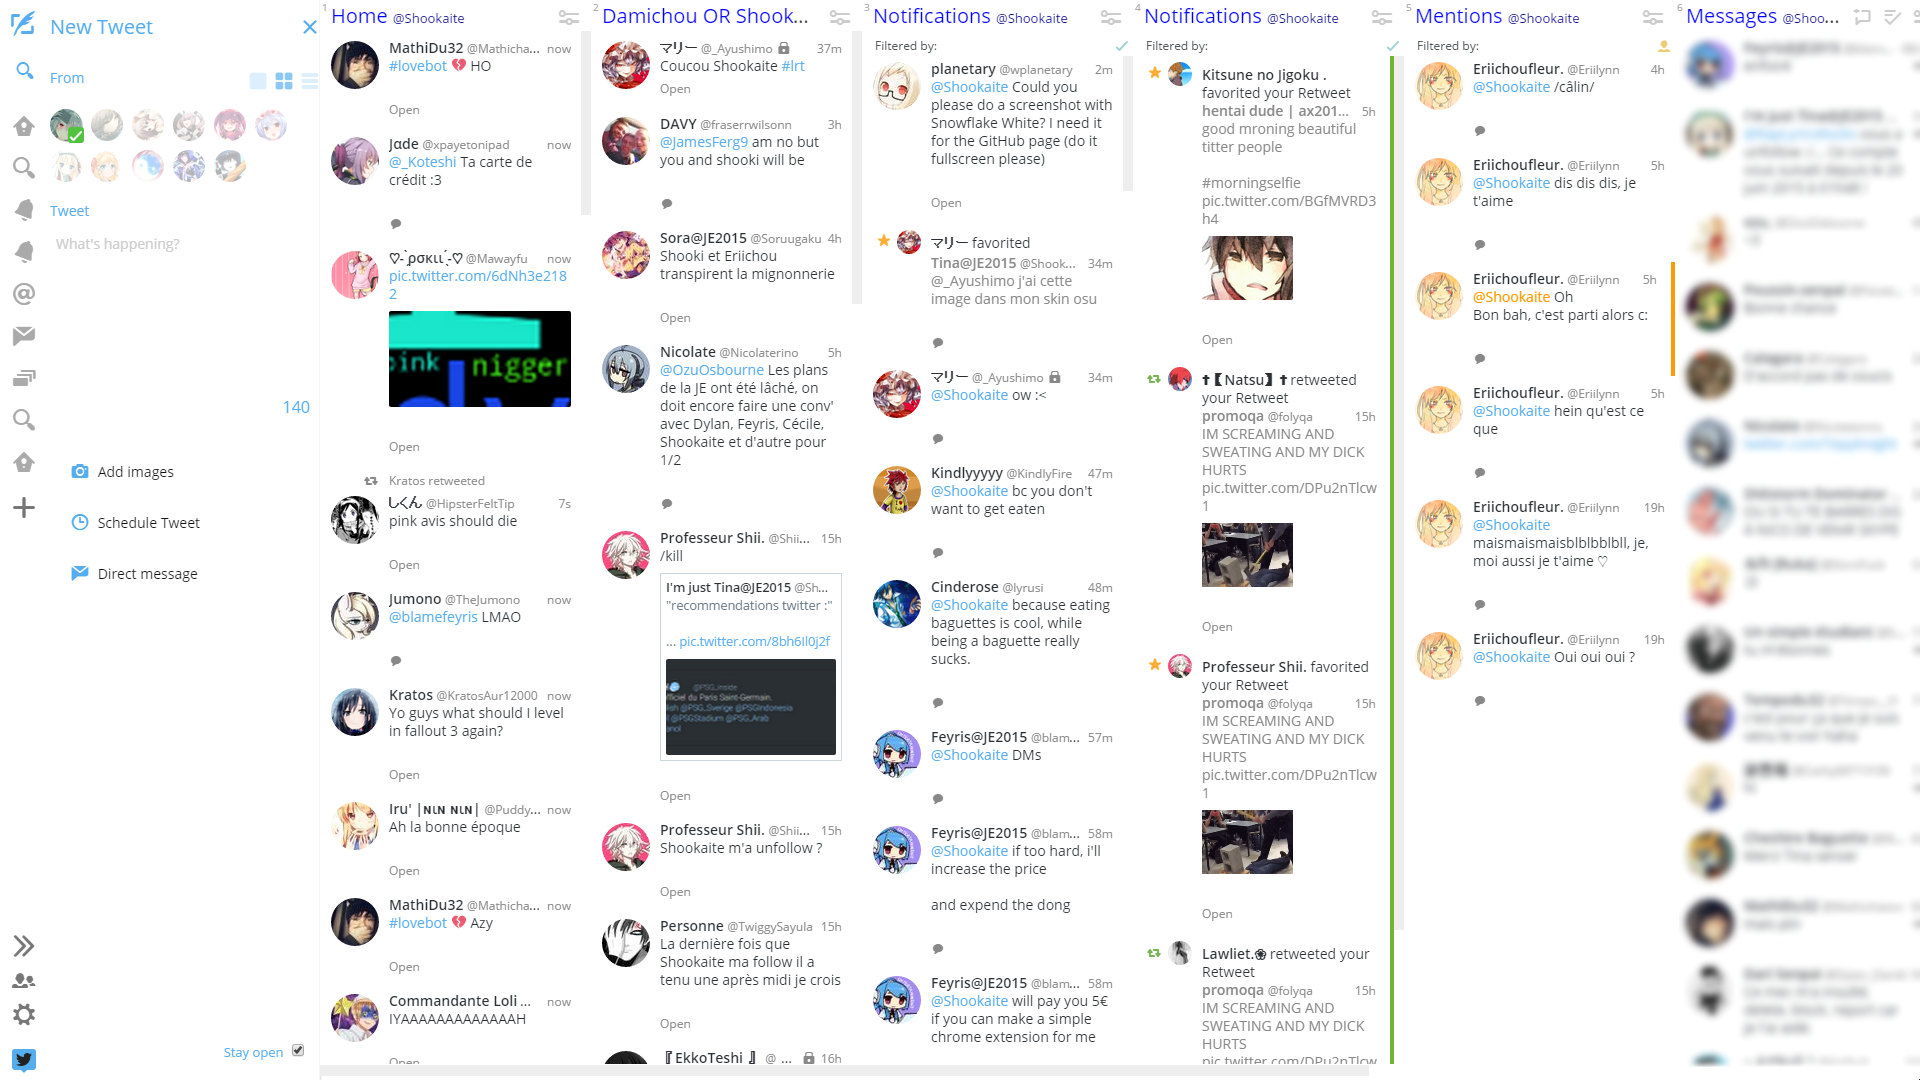 New Tweet
From
Tweet
What's happening?
140
Add images
Schedule Tweet
Direct message
Stay open
1
Home @Shookaite
MathiDu32 @Mathicha... now
#lovebot 💔 HO
Open
Jαde @xpayetonipad now
@_Koteshi Ta carte de
crédit :3
@Mawayfu now
pic.twitter.com/6dNh3e218
2
pink nigger
Open
Kratos retweeted
しくん @HipsterFeltTip 7s
pink avis should die
Open
Jumono @TheJumono now
@blamefeyris LMAO
Kratos @KratosAur12000 now
Yo guys what should I level
in fallout 3 again?
Open
Iru' |ɴιɴ ɴιɴ| @Puddy... now
Ah la bonne époque
Open
MathiDu32 @Mathicha... now
#lovebot 💔 Azy
Open
Commandante Loli ... now
IYAAAAAAAAAAAAAH
Open
2
Damichou OR Shook...
マリー @_Ayushimo 37m
Coucou Shookaite #lrt
Open
DAVY @fraserrwilsonn 3h
@JamesFerg9 am no but
you and shooki will be
Sora@JE2015 @Soruugaku 4h
Shooki et Eriichou
transpirent la mignonnerie
Open
Nicolate @Nicolaterino 5h
@OzuOsbourne Les plans
de la JE ont été lâché, on
doit encore faire une conv'
avec Dylan, Feyris, Cécile,
Shookaite et d'autre pour
1/2
Professeur Shii. @Shii... 15h
/kill
I'm just Tina@JE2015 @Sh...
"recommendations twitter :"
... pic.twitter.com/8bh6Il0j2f
@PSG_inside
fficiel du Paris Saint-Germain.
lish @PSG_Sverige @PSGIndonesia
@PSGStadium @PSG_Arab
anol
Open
Professeur Shii. @Shii... 15h
Shookaite m'a unfollow ?
Open
Personne @TwiggySayula 15h
La dernière fois que
Shookaite ma follow il a
tenu une après midi je crois
Open
『EkkoTeshi 』 @ ... 16h
3
Notifications @Shookaite
Filtered by:
planetary @wplanetary 2m
@Shookaite Could you
please do a screenshot with
Snowflake White? I need it
for the GitHub page (do it
fullscreen please)
Open
マリー favorited
Tina@JE2015 @Shook... 34m
@_Ayushimo j'ai cette
image dans mon skin osu
マリー @_Ayushimo 34m
@Shookaite ow :<
Kindlyyyyy @KindlyFire 47m
@Shookaite bc you don't
want to get eaten
Cinderose @lyrusi 48m
@Shookaite because eating
baguettes is cool, while
being a baguette really
sucks.
Feyris@JE2015 @blam... 57m
@Shookaite DMs
Feyris@JE2015 @blam... 58m
@Shookaite if too hard, i'll
increase the price
and expend the dong
Feyris@JE2015 @blam... 58m
@Shookaite will pay you 5€
if you can make a simple
chrome extension for me
4
Notifications @Shookaite
Filtered by:
Kitsune no Jigoku .
favorited your Retweet
hentai dude | ax201... 5h
good mroning beautiful
titter people
#morningselfie
pic.twitter.com/BGfMVRD3
h4
Open
✝【Natsu】✝ retweeted
your Retweet
promoqa @folyqa 15h
IM SCREAMING AND
SWEATING AND MY DICK
HURTS
pic.twitter.com/DPu2nTlcw
1
Open
Professeur Shii. favorited
your Retweet
promoqa @folyqa 15h
IM SCREAMING AND
SWEATING AND MY DICK
HURTS
pic.twitter.com/DPu2nTlcw
1
Open
Lawliet.❀ retweeted your
Retweet
promoqa @folyqa 15h
IM SCREAMING AND
SWEATING AND MY DICK
HURTS
pic.twitter.com/DPu2nTlcw
5
Mentions @Shookaite
Filtered by:
Eriichoufleur. @Eriilynn 4h
@Shookaite /câlin/
Eriichoufleur. @Eriilynn 5h
@Shookaite dis dis dis, je
t'aime
Eriichoufleur. @Eriilynn 5h
@Shookaite Oh
Bon bah, c'est parti alors c:
Eriichoufleur. @Eriilynn 5h
@Shookaite hein qu'est ce
que
Eriichoufleur. @Eriilynn 19h
@Shookaite
maismaismaisblblbblbll, je,
moi aussi je t'aime ♡
Eriichoufleur. @Eriilynn 19h
@Shookaite Oui oui oui ?
6
Messages @Shoo...